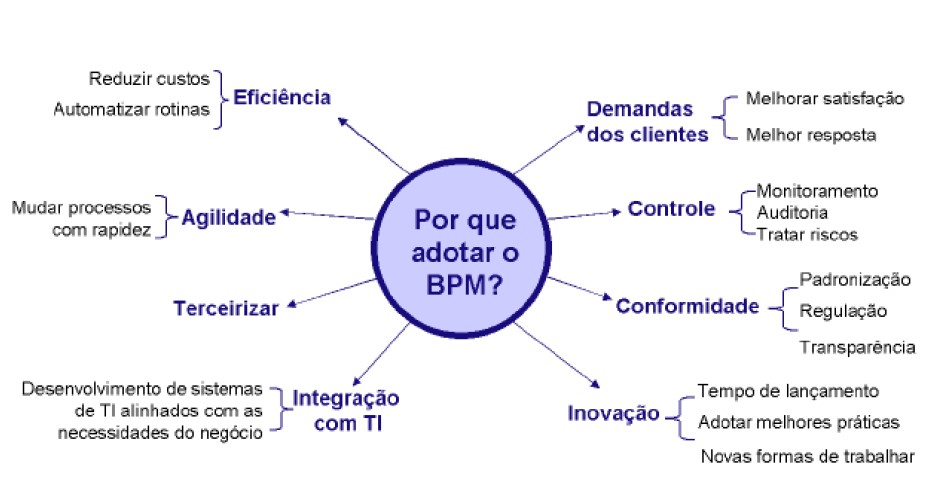 Por que
adotar o
BPM?
Eficiência
Reduzir custos
Automatizar rotinas
Agilidade
Mudar processos
com rapidez
Terceirizar
Integração
com TI
Desenvolvimento de sistemas
de TI alinhados com as
necessidades do negócio
Demandas
dos clientes
Melhorar satisfação
Melhor resposta
Controle
Monitoramento
Auditoria
Tratar riscos
Conformidade
Padronização
Regulação
Transparência
Inovação
Tempo de lançamento
Adotar melhores práticas
Novas formas de trabalhar